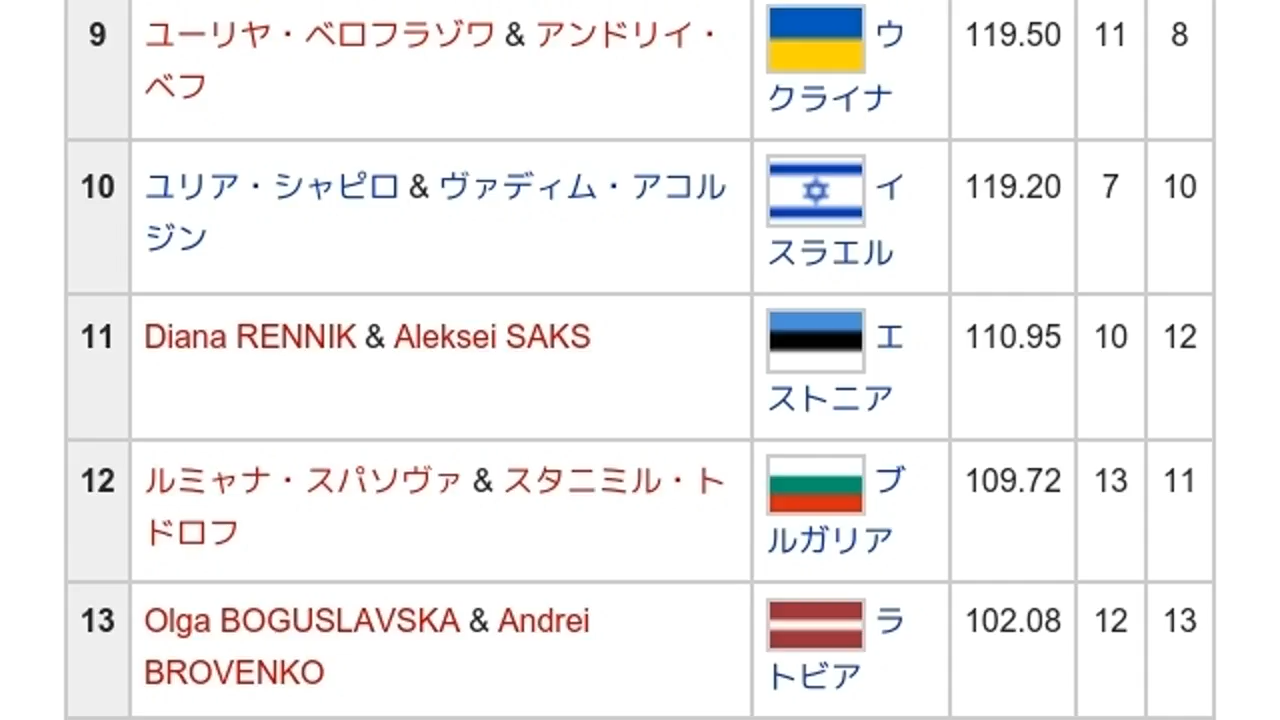 9 ユーリヤ・ベロフラゾワ & アンドリイ・ ウ 119.50 11 8
ベフ クライナ
10 ユリア・シャピロ & ヴァディム・アコル イ 119.20 7 10
ジン スラエル
11 Diana RENNIK & Aleksei SAKS エ 110.95 10 12
ストニア
12 ルミャナ・スパソヴァ & スタニミル・ト ブ 109.72 13 11
ドロフ ルガリア
13 Olga BOGUSLAVSKA & Andrei ラ 102.08 12 13
BROVENKO トビア